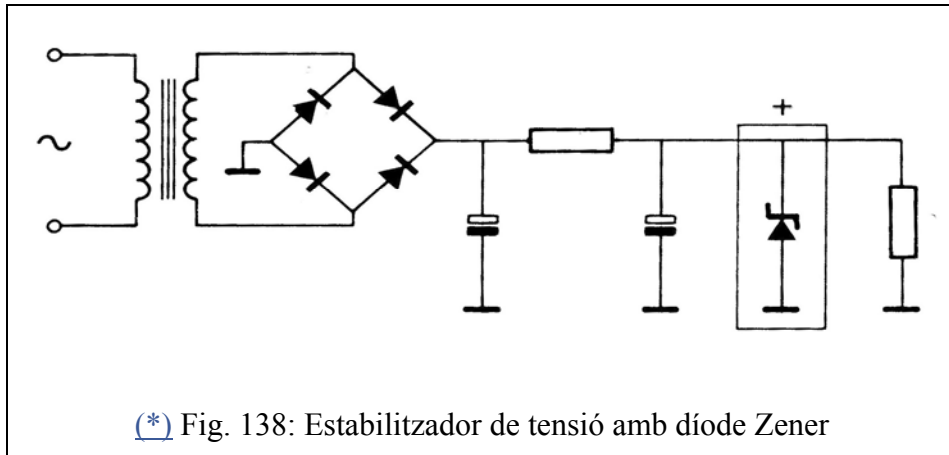 +
(*) Fig. 138: Estabilitzador de tensió amb díode Zener